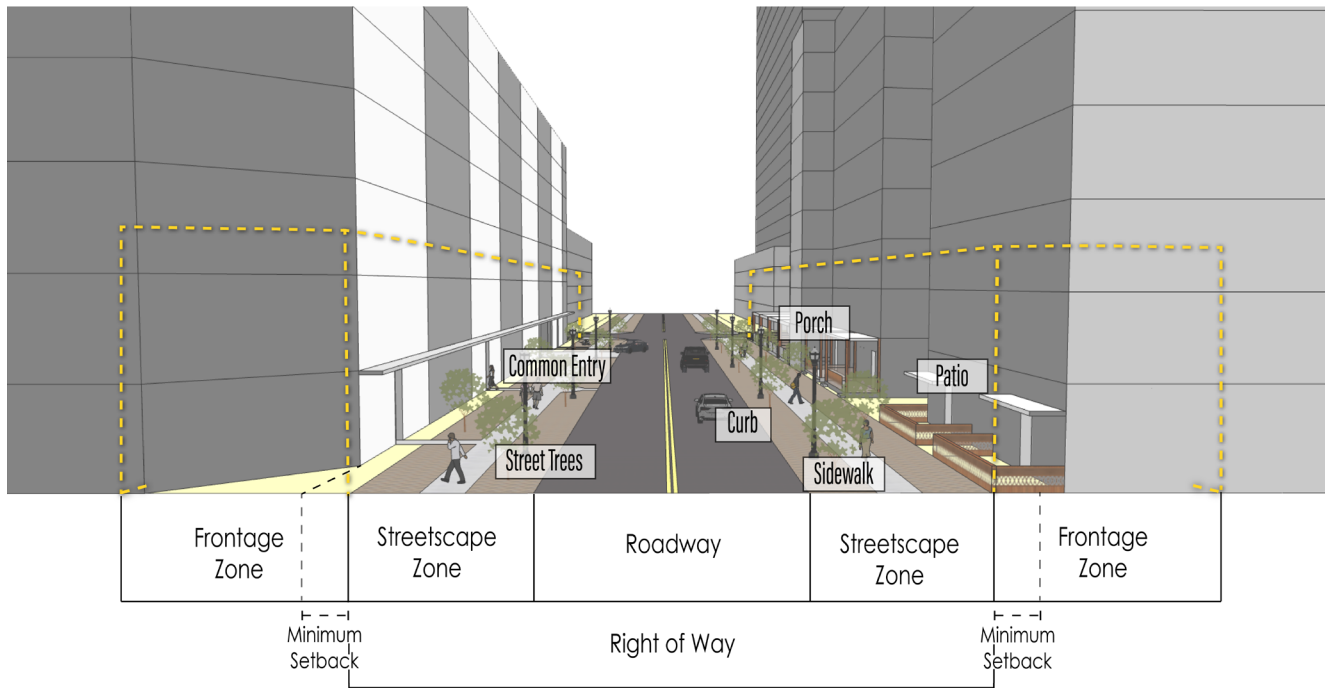 Porch
Common Entry
Patio
Curb
Street Trees
Sidewalk
Frontage
Zone
Streetscape
Zone
Roadway
Streetscape
Zone
Frontage
Zone
Minimum
Setback
Right of Way
Minimum
Setback